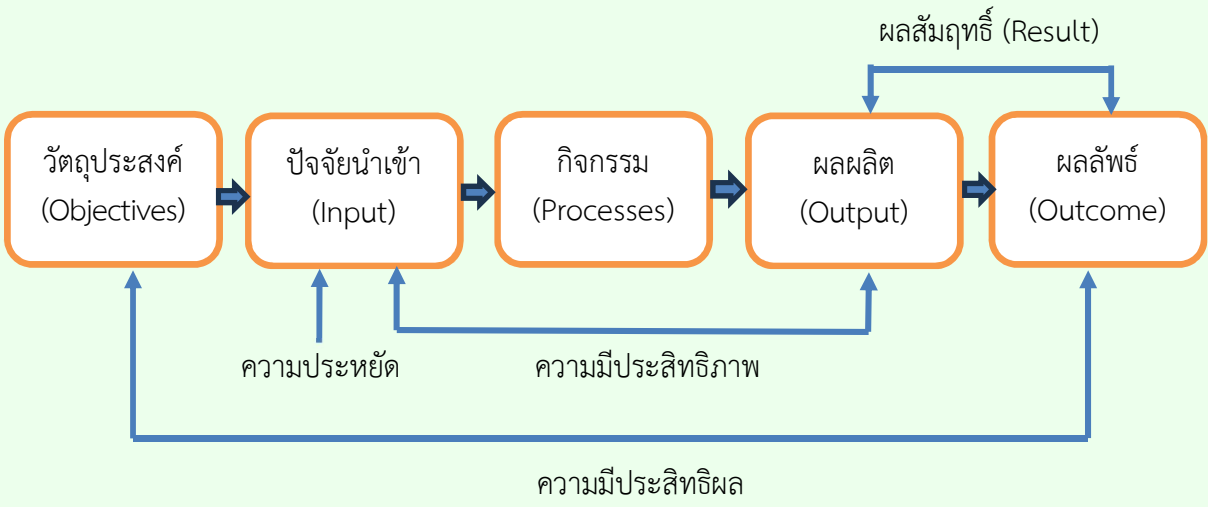 ผลสัมฤทธิ์ (Result)
วัตถุประสงค์
(Objectives)
ปัจจัยนำเข้า
(Input)
กิจกรรม
(Processes)
ผลผลิต
(Output)
ผลลัพธ์
(Outcome)
ความประหยัด
ความมีประสิทธิภาพ
ความมีประสิทธิผล